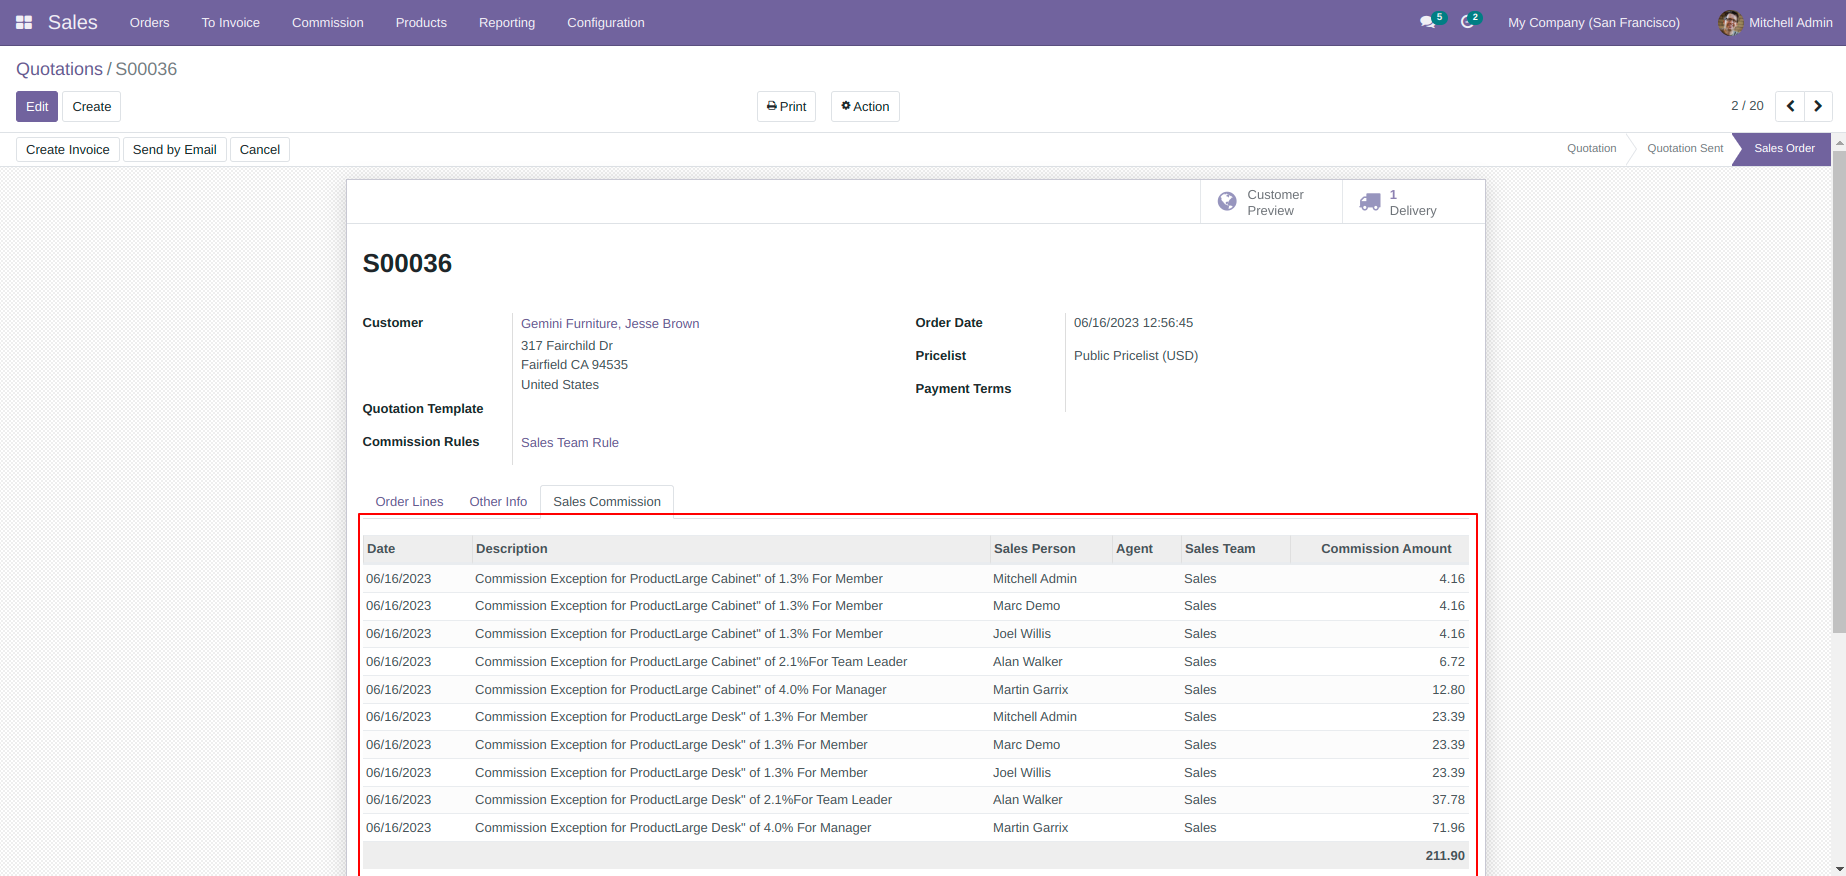 Sales Orders To Invoice Commission Products Reporting Configuration 5 2 My Company (San Francisco) Mitchell Admin
Quotations / S00036
Edit Create Print Action 2 / 20
Create Invoice Send by Email Cancel Quotation Quotation Sent Sales Order
Customer Preview
1 Delivery
S00036
Customer Gemini Furniture, Jesse Brown
317 Fairchild Dr
Fairfield CA 94535
United States
Quotation Template
Commission Rules Sales Team Rule
Order Date 06/16/2023 12:56:45
Pricelist Public Pricelist (USD)
Payment Terms
Order Lines Other Info Sales Commission
Date Description Sales Person Agent Sales Team Commission Amount
06/16/2023 Commission Exception for ProductLarge Cabinet" of 1.3% For Member Mitchell Admin Sales 4.16
06/16/2023 Commission Exception for ProductLarge Cabinet" of 1.3% For Member Marc Demo Sales 4.16
06/16/2023 Commission Exception for ProductLarge Cabinet" of 1.3% For Member Joel Willis Sales 4.16
06/16/2023 Commission Exception for ProductLarge Cabinet" of 2.1%For Team Leader Alan Walker Sales 6.72
06/16/2023 Commission Exception for ProductLarge Cabinet" of 4.0% For Manager Martin Garrix Sales 12.80
06/16/2023 Commission Exception for ProductLarge Desk" of 1.3% For Member Mitchell Admin Sales 23.39
06/16/2023 Commission Exception for ProductLarge Desk" of 1.3% For Member Marc Demo Sales 23.39
06/16/2023 Commission Exception for ProductLarge Desk" of 1.3% For Member Joel Willis Sales 23.39
06/16/2023 Commission Exception for ProductLarge Desk" of 2.1%For Team Leader Alan Walker Sales 37.78
06/16/2023 Commission Exception for ProductLarge Desk" of 4.0% For Manager Martin Garrix Sales 71.96
211.90